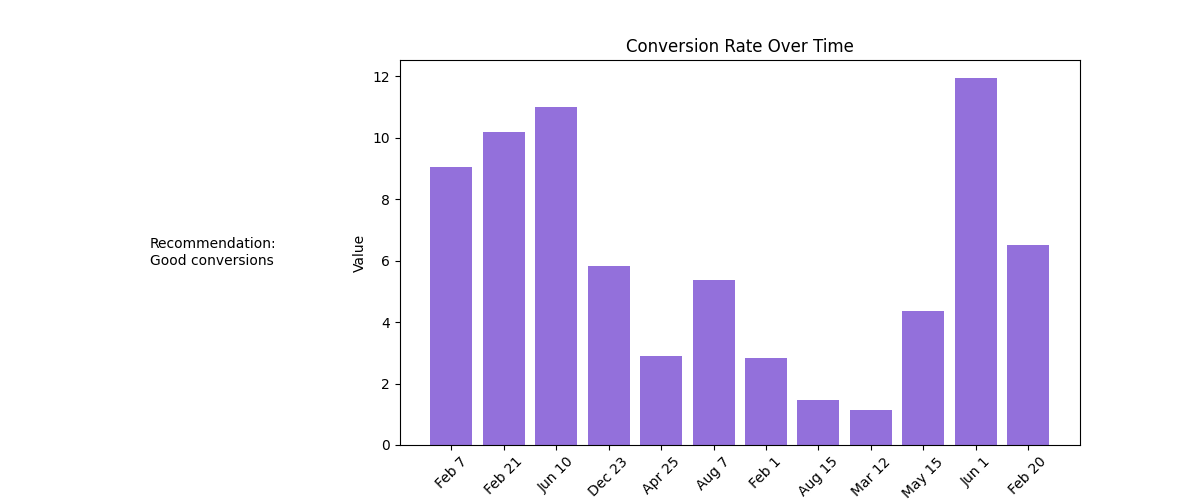 Conversion Rate Over Time
Recommendation:
Good conversions
Value
12
10
8
6
4
2
0
Feb 7
Feb 21
Jun 10
Dec 23
Apr 25
Aug 7
Feb 1
Aug 15
Mar 12
May 15
Jun 1
Feb 20